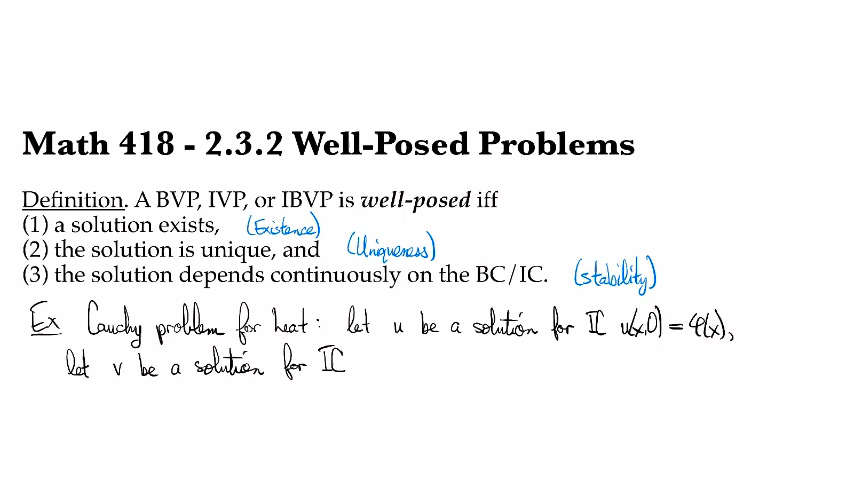 Math 418 - 2.3.2 Well-Posed Problems
Definition. A BVP, IVP, or IBVP is well-posed iff
(1) a solution exists, (Existence)
(2) the solution is unique, and (Uniqueness)
(3) the solution depends continuously on the BC/IC. (stability)
Ex Cauchy problem for heat: let u be a solution for IC u(x,0) = φ(x),
let v be a solution for IC